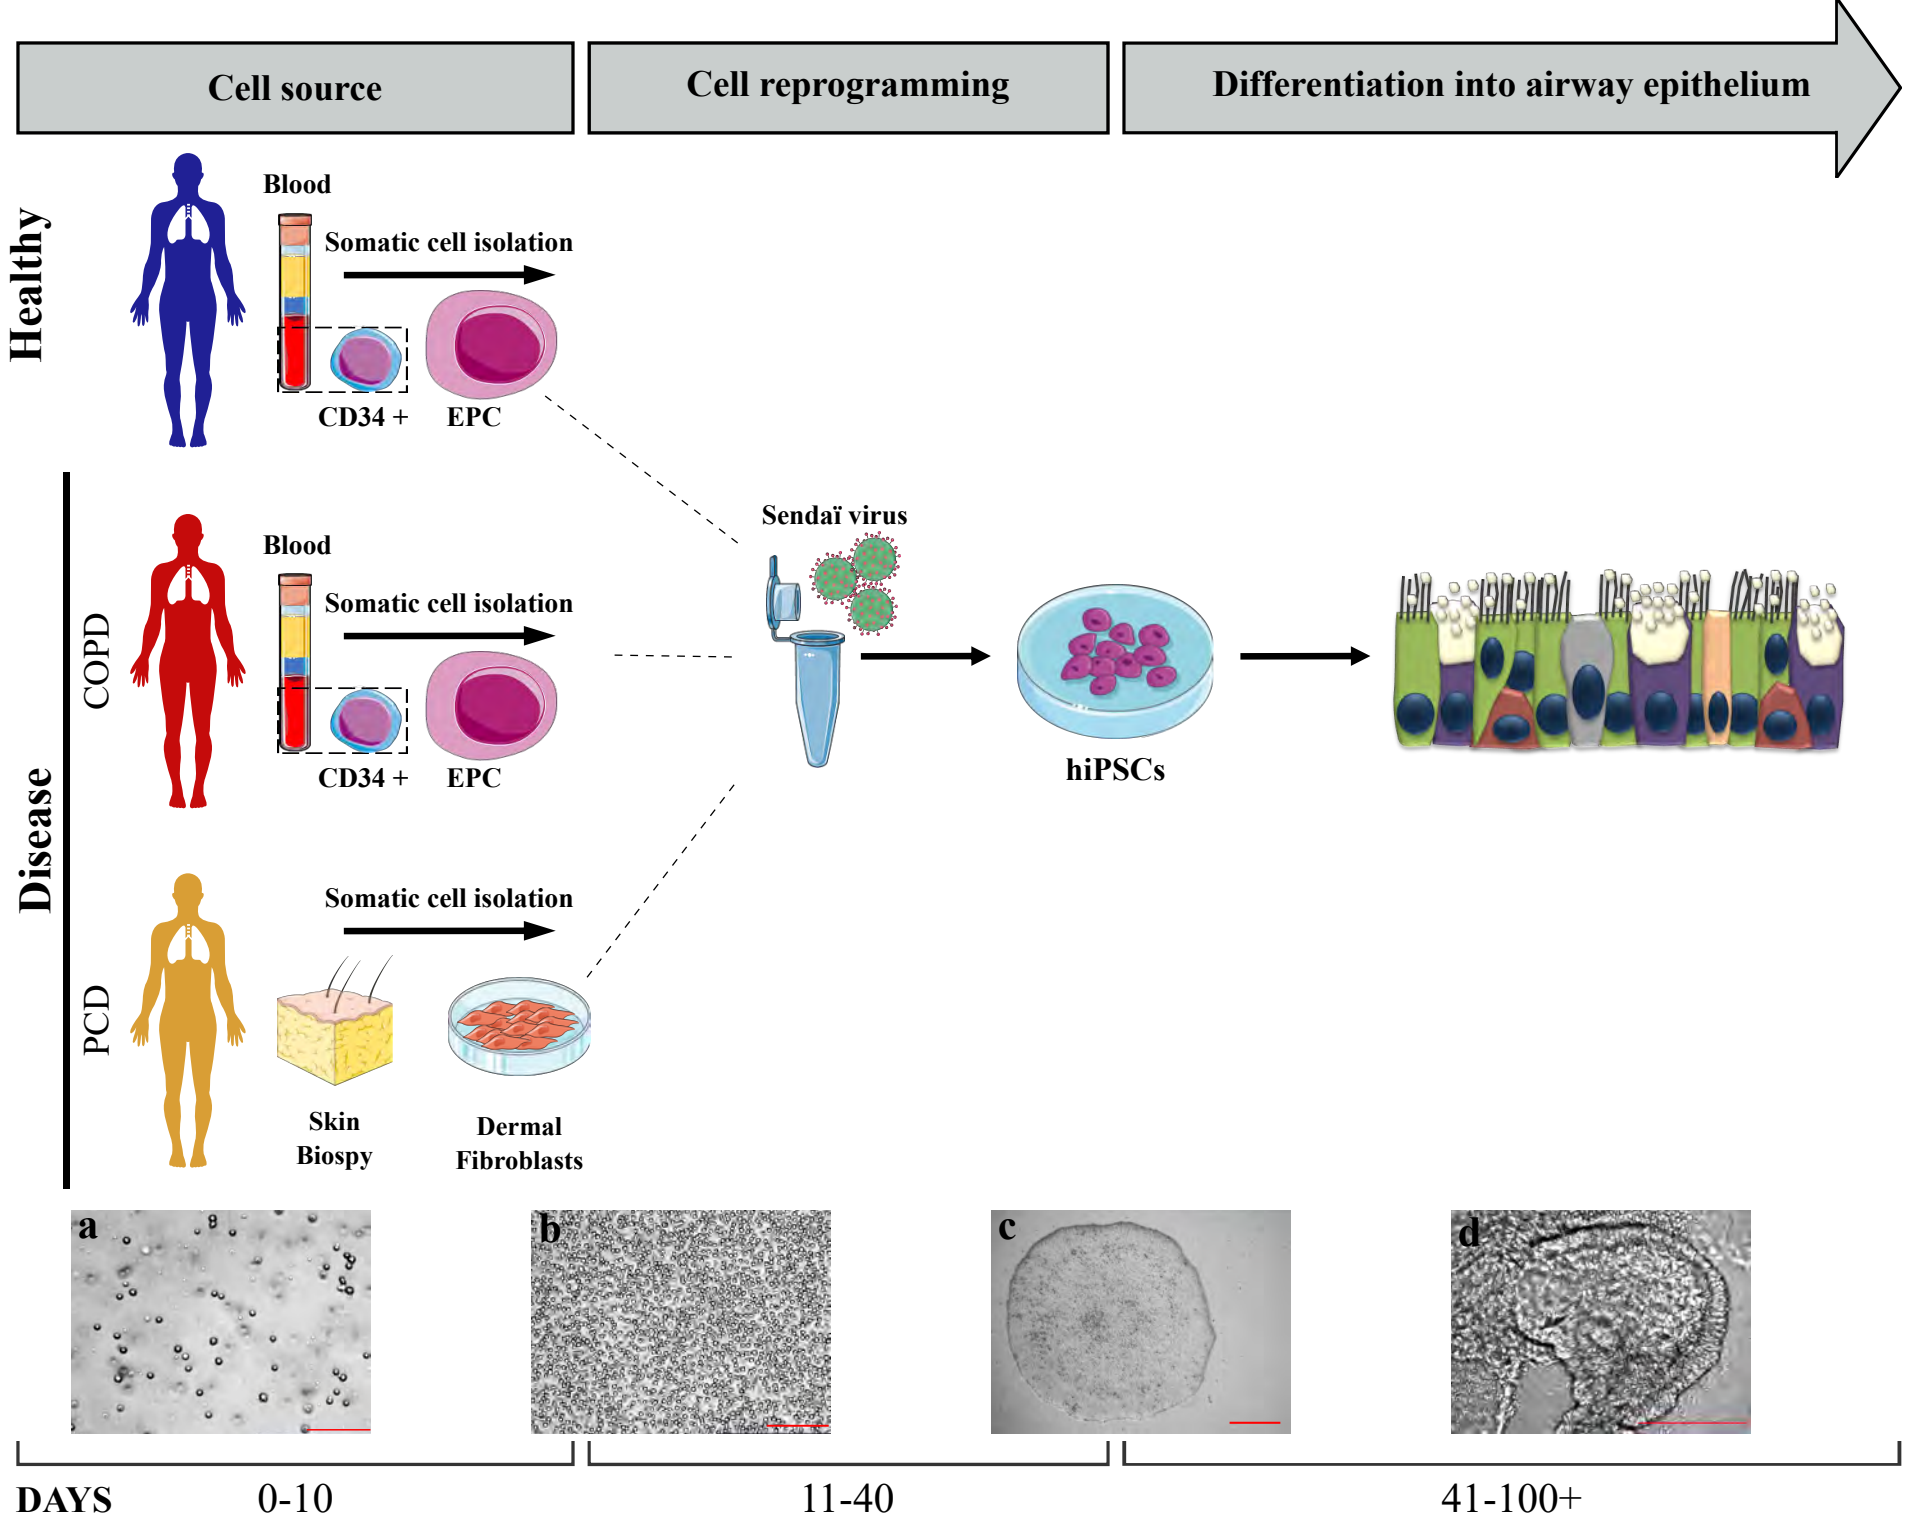 Cell source
Cell reprogramming
Differentiation into airway epithelium
Healthy
Blood
Somatic cell isolation
CD34 +
EPC
Disease
COPD
Blood
Somatic cell isolation
CD34 +
EPC
Sendaï virus
hiPSCs
PCD
Somatic cell isolation
Skin
Biospy
Dermal
Fibroblasts
a
b
c
d
DAYS
0-10
11-40
41-100+